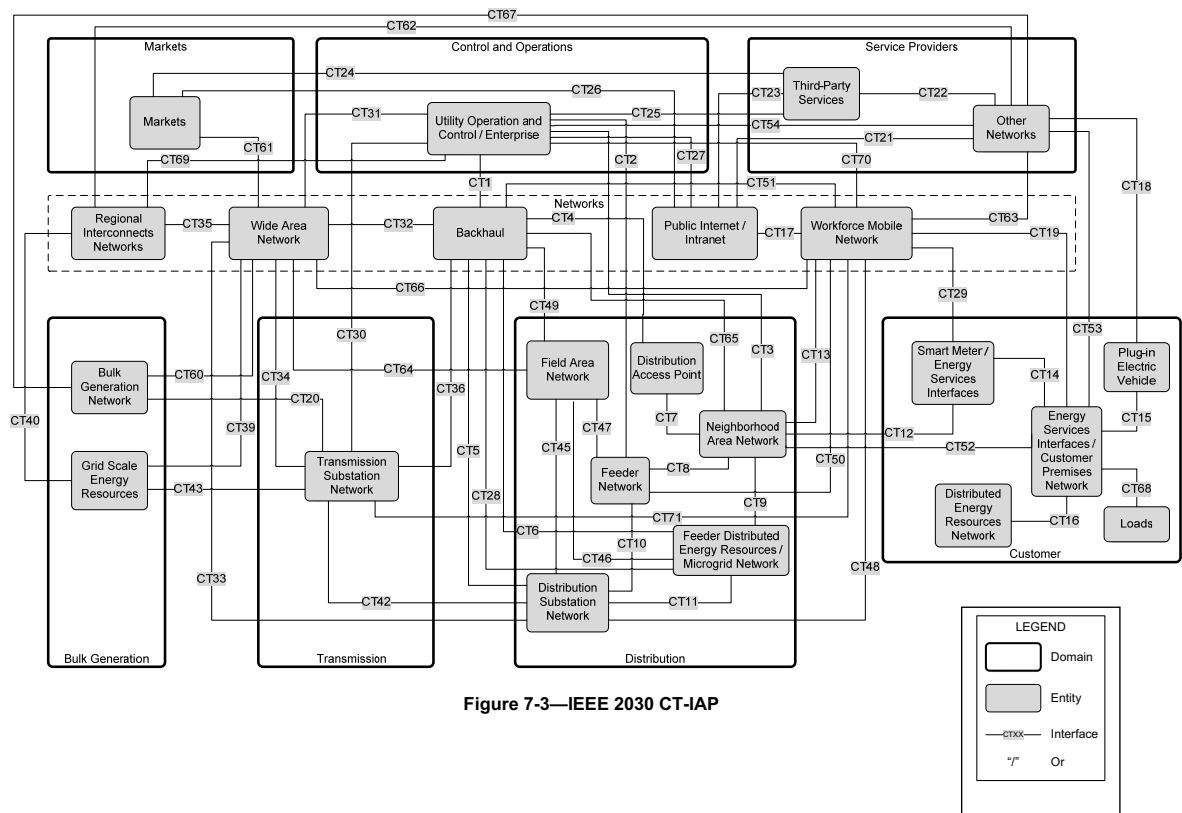 CT67
CT62
Markets
Control and Operations
Service Providers
CT24
CT26
CT23
Third-Party
Services
CT22
Markets
CT31
Utility Operation and
Control / Enterprise
CT25
CT54
CT21
Other
Networks
CT61
CT69
CT2
CT27
CT70
CT1
CT51
CT18
Networks
Regional
Interconnects
Networks
CT35
Wide Area
Network
CT32
Backhaul
CT4
Public Internet /
Intranet
CT17
Workforce Mobile
Network
CT63
CT19
CT66
CT49
CT29
CT30
CT65
CT3
CT13
CT53
Bulk
Generation
Network
CT60
CT34
CT64
CT36
Field Area
Network
Distribution
Access Point
Smart Meter /
Energy
Services
Interfaces
CT14
Plug-in
Electric
Vehicle
CT20
CT40
CT39
CT5
CT45
CT47
CT7
Neighborhood
Area Network
CT12
CT52
CT15
Energy
Services
Interfaces /
Customer
Premises
Network
Grid Scale
Energy
Resources
CT43
Transmission
Substation
Network
CT28
Feeder
Network
CT8
CT50
CT9
CT68
Distributed
Energy
Resources
Network
CT16
Loads
CT71
CT6
CT10
CT46
Feeder Distributed
Energy Resources /
Microgrid Network
Customer
CT33
CT48
CT42
Distribution
Substation
Network
CT11
Bulk Generation
Transmission
Distribution
LEGEND
Domain
Entity
CTXX
Interface
“/”
Or
Figure 7-3—IEEE 2030 CT-IAP